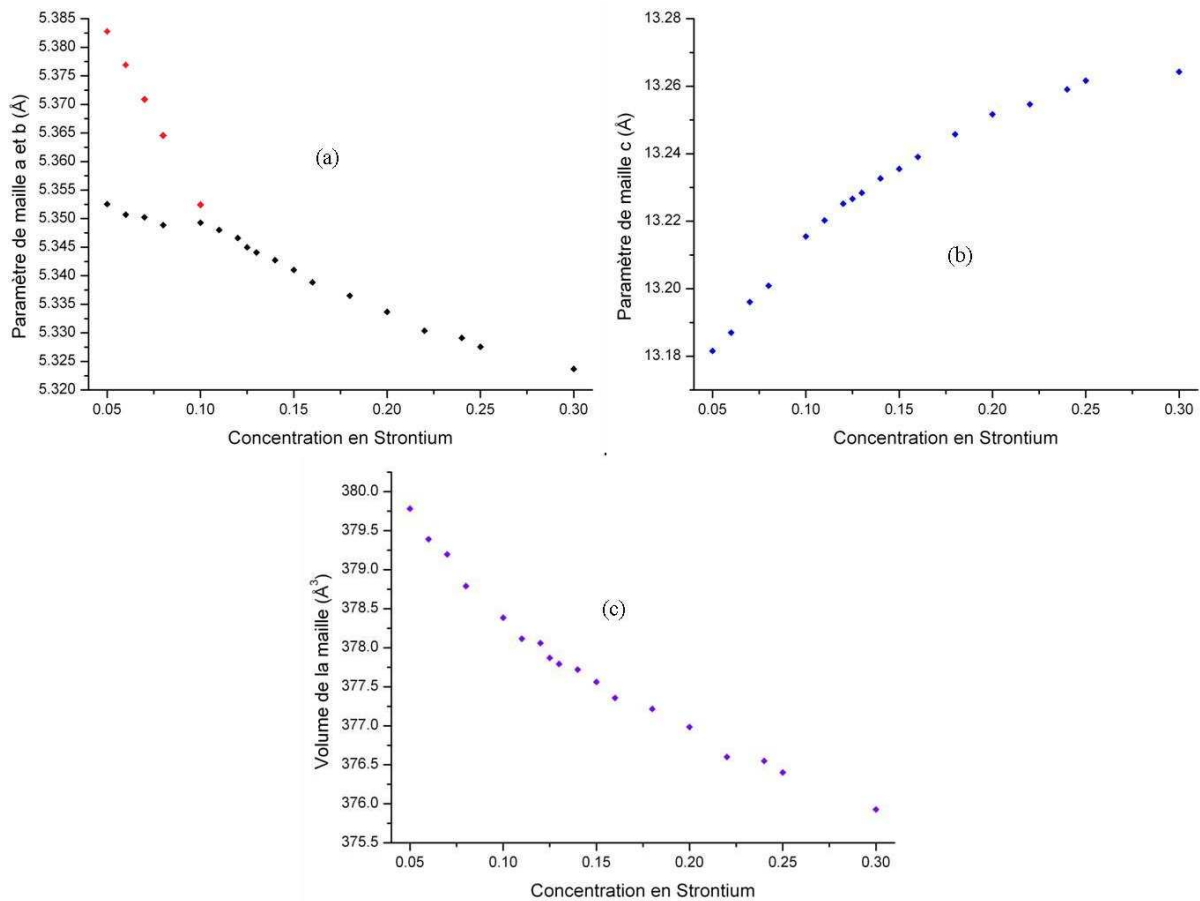 5.385
5.380
5.375
5.370
5.365
5.360
5.355
5.350
5.345
5.340
5.335
5.330
5.325
5.320
Paramètre de maille a et b (Å)
(a)
0.05 0.10 0.15 0.20 0.25 0.30
Concentration en Strontium
13.28
13.26
13.24
13.22
13.20
13.18
Paramètre de maille c (Å)
(b)
0.05 0.10 0.15 0.20 0.25 0.30
Concentration en Strontium
380.0
379.5
379.0
378.5
378.0
377.5
377.0
376.5
376.0
375.5
Volume de la maille (Å³)
(c)
0.05 0.10 0.15 0.20 0.25 0.30
Concentration en Strontium